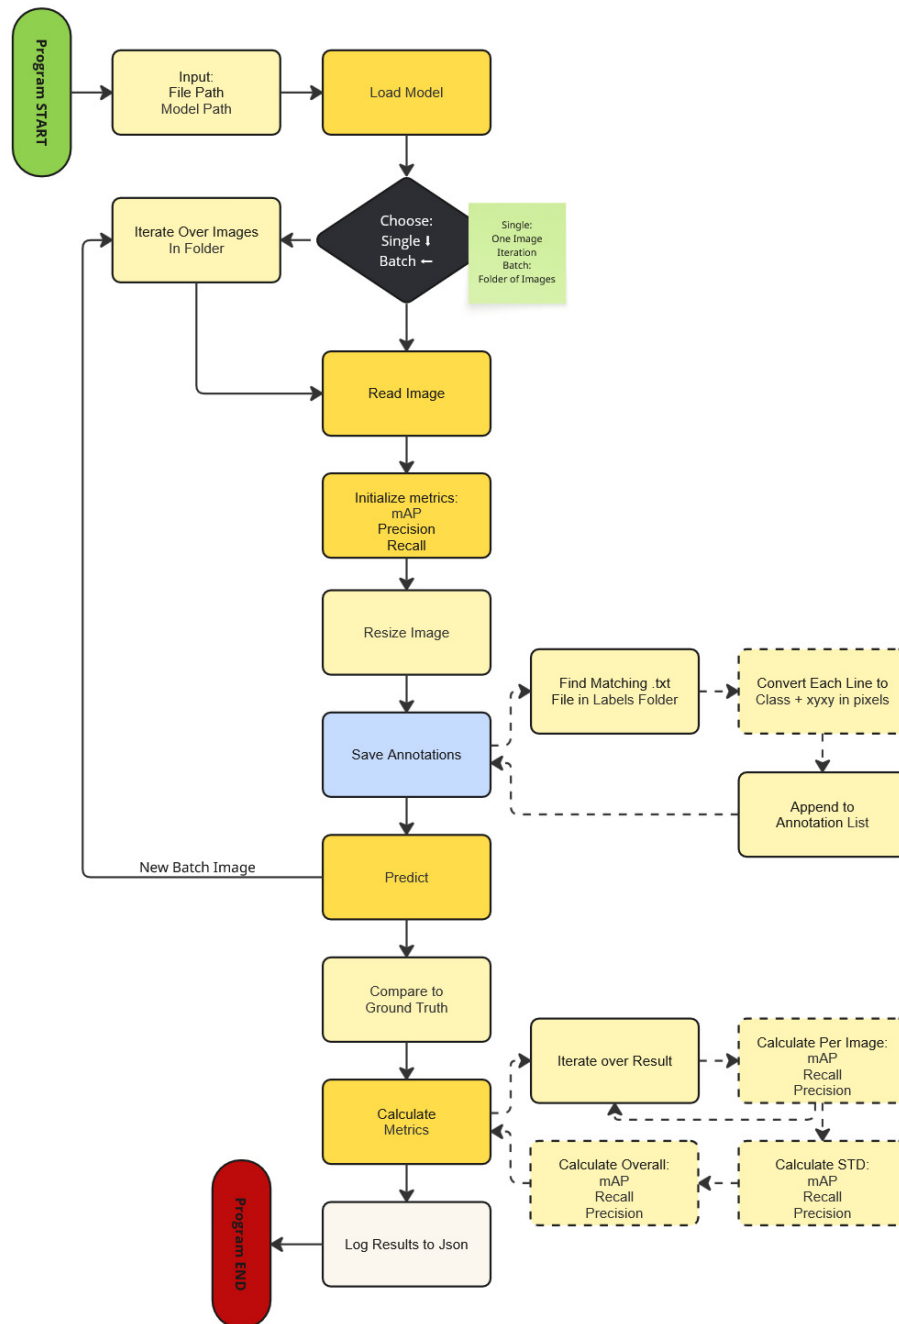 Program START
Input:
File Path
Model Path
Load Model
Choose:
Single ⬇
Batch ⬅
Single:
One Image
Iteration
Batch:
Folder of Images
Iterate Over Images
In Folder
Read Image
Initialize metrics:
mAP
Precision
Recall
Resize Image
Save Annotations
Find Matching .txt
File in Labels Folder
Convert Each Line to
Class + xyxy in pixels
Append to
Annotation List
New Batch Image
Predict
Compare to
Ground Truth
Calculate
Metrics
Iterate over Result
Calculate Per Image:
mAP
Recall
Precision
Calculate STD:
mAP
Recall
Precision
Calculate Overall:
mAP
Recall
Precision
Log Results to Json
Program END